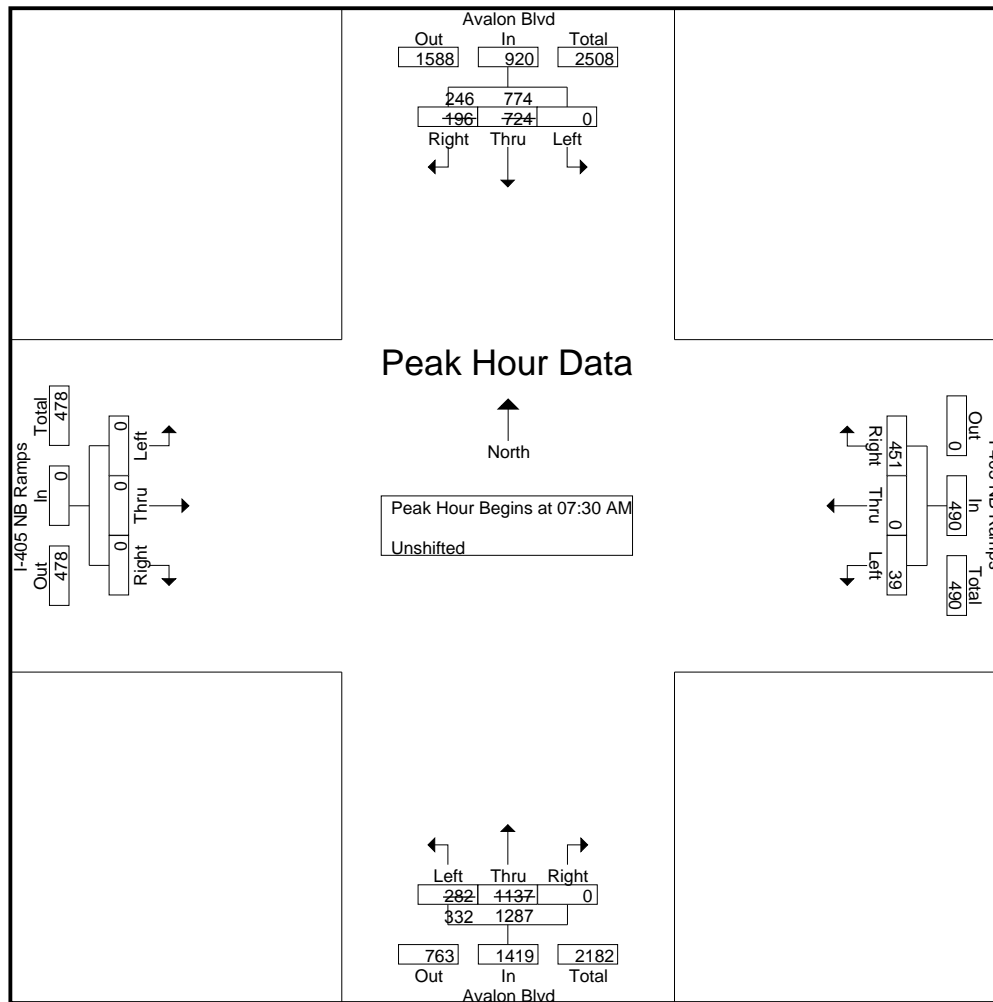 Avalon Blvd
Out In Total
1588 920 2508
246 774
196 724 0
Right Thru Left
Peak Hour Data
North
Peak Hour Begins at 07:30 AM
Unshifted
I-405 NB Ramps
Total In Out
478 0 478
0 0 0
Left Thru Right
Right Thru Left
451 0 39
Out In Total
0 490 490
NB Ramps
Left Thru Right
282 1137 0
332 1287
763 1419 2182
Out In Total
Avalon Blvd